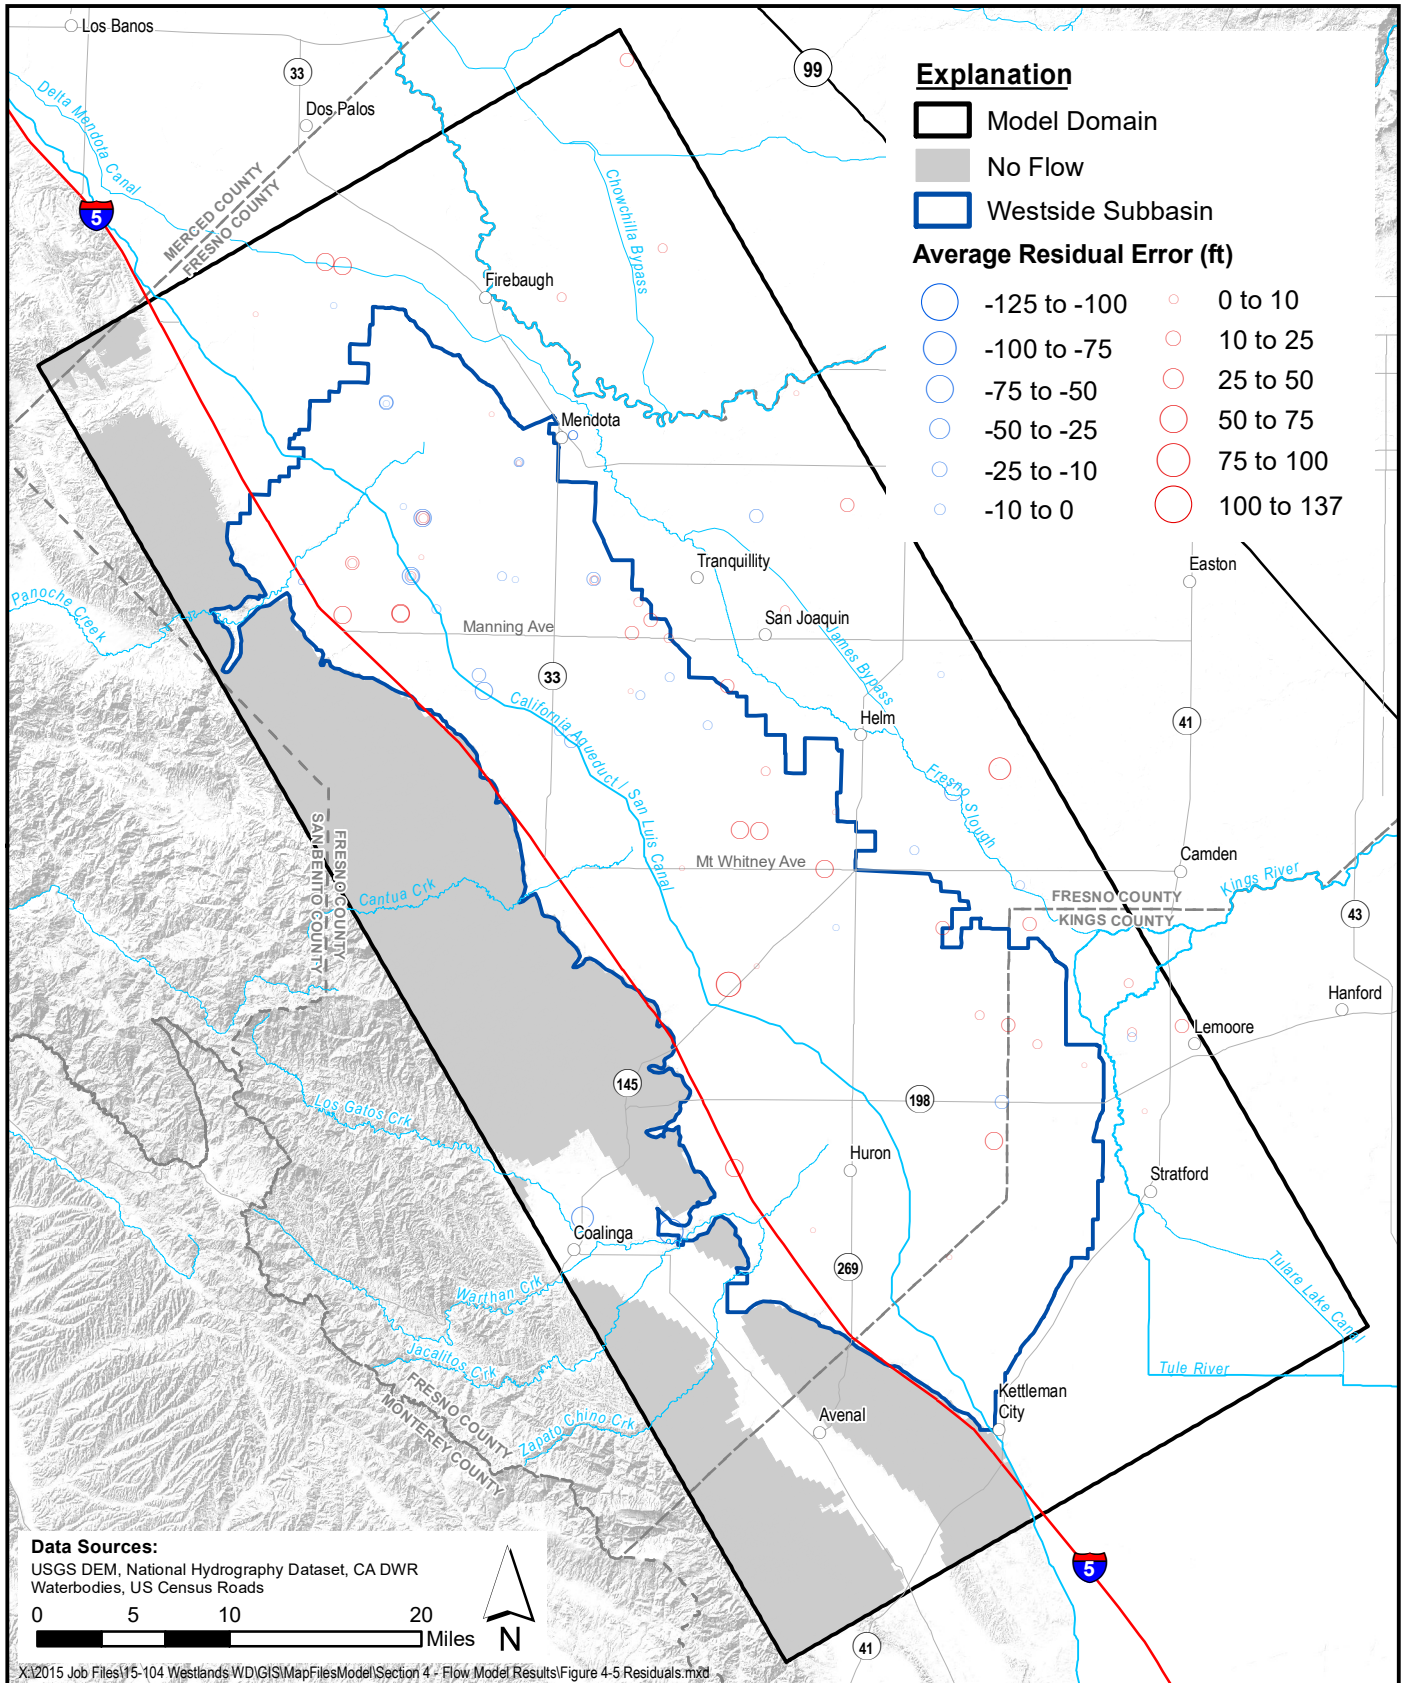 Los Banos
33
99
Dos Palos
Delta Mendota Canal
5
MERCED COUNTY
FRESNO COUNTY
Chowchilla Bypass
Firebaugh
Explanation
Model Domain
No Flow
Westside Subbasin
Average Residual Error (ft)
-125 to -100
0 to 10
-100 to -75
10 to 25
-75 to -50
25 to 50
-50 to -25
50 to 75
-25 to -10
75 to 100
-10 to 0
100 to 137
Mendota
Tranquillity
Easton
Panoche Creek
San Joaquin
Manning Ave
James Bypass
33
California Aqueduct / San Luis Canal
Helm
41
Fresno Slough
SAN BENITO COUNTY
FRESNO COUNTY
Mt Whitney Ave
Camden
Kings River
Cantua Crk
FRESNO COUNTY
KINGS COUNTY
43
Hanford
Lemoore
145
198
Los Gatos Crk
Huron
Stratford
Coalinga
269
Warthan Crk
Tulare Lake Canal
Jacalitos Crk
Tule River
FRESNO COUNTY
MONTEREY COUNTY
Kettleman
City
Avenal
Zapato Chino Crk
5
41
Data Sources:
USGS DEM, National Hydrography Dataset, CA DWR
Waterbodies, US Census Roads
0 5 10 20
Miles
N
X:\2015 Job Files\15-104 Westlands WD\GIS\MapFilesModel\Section 4 - Flow Model Results\Figure 4-5 Residuals.mxd